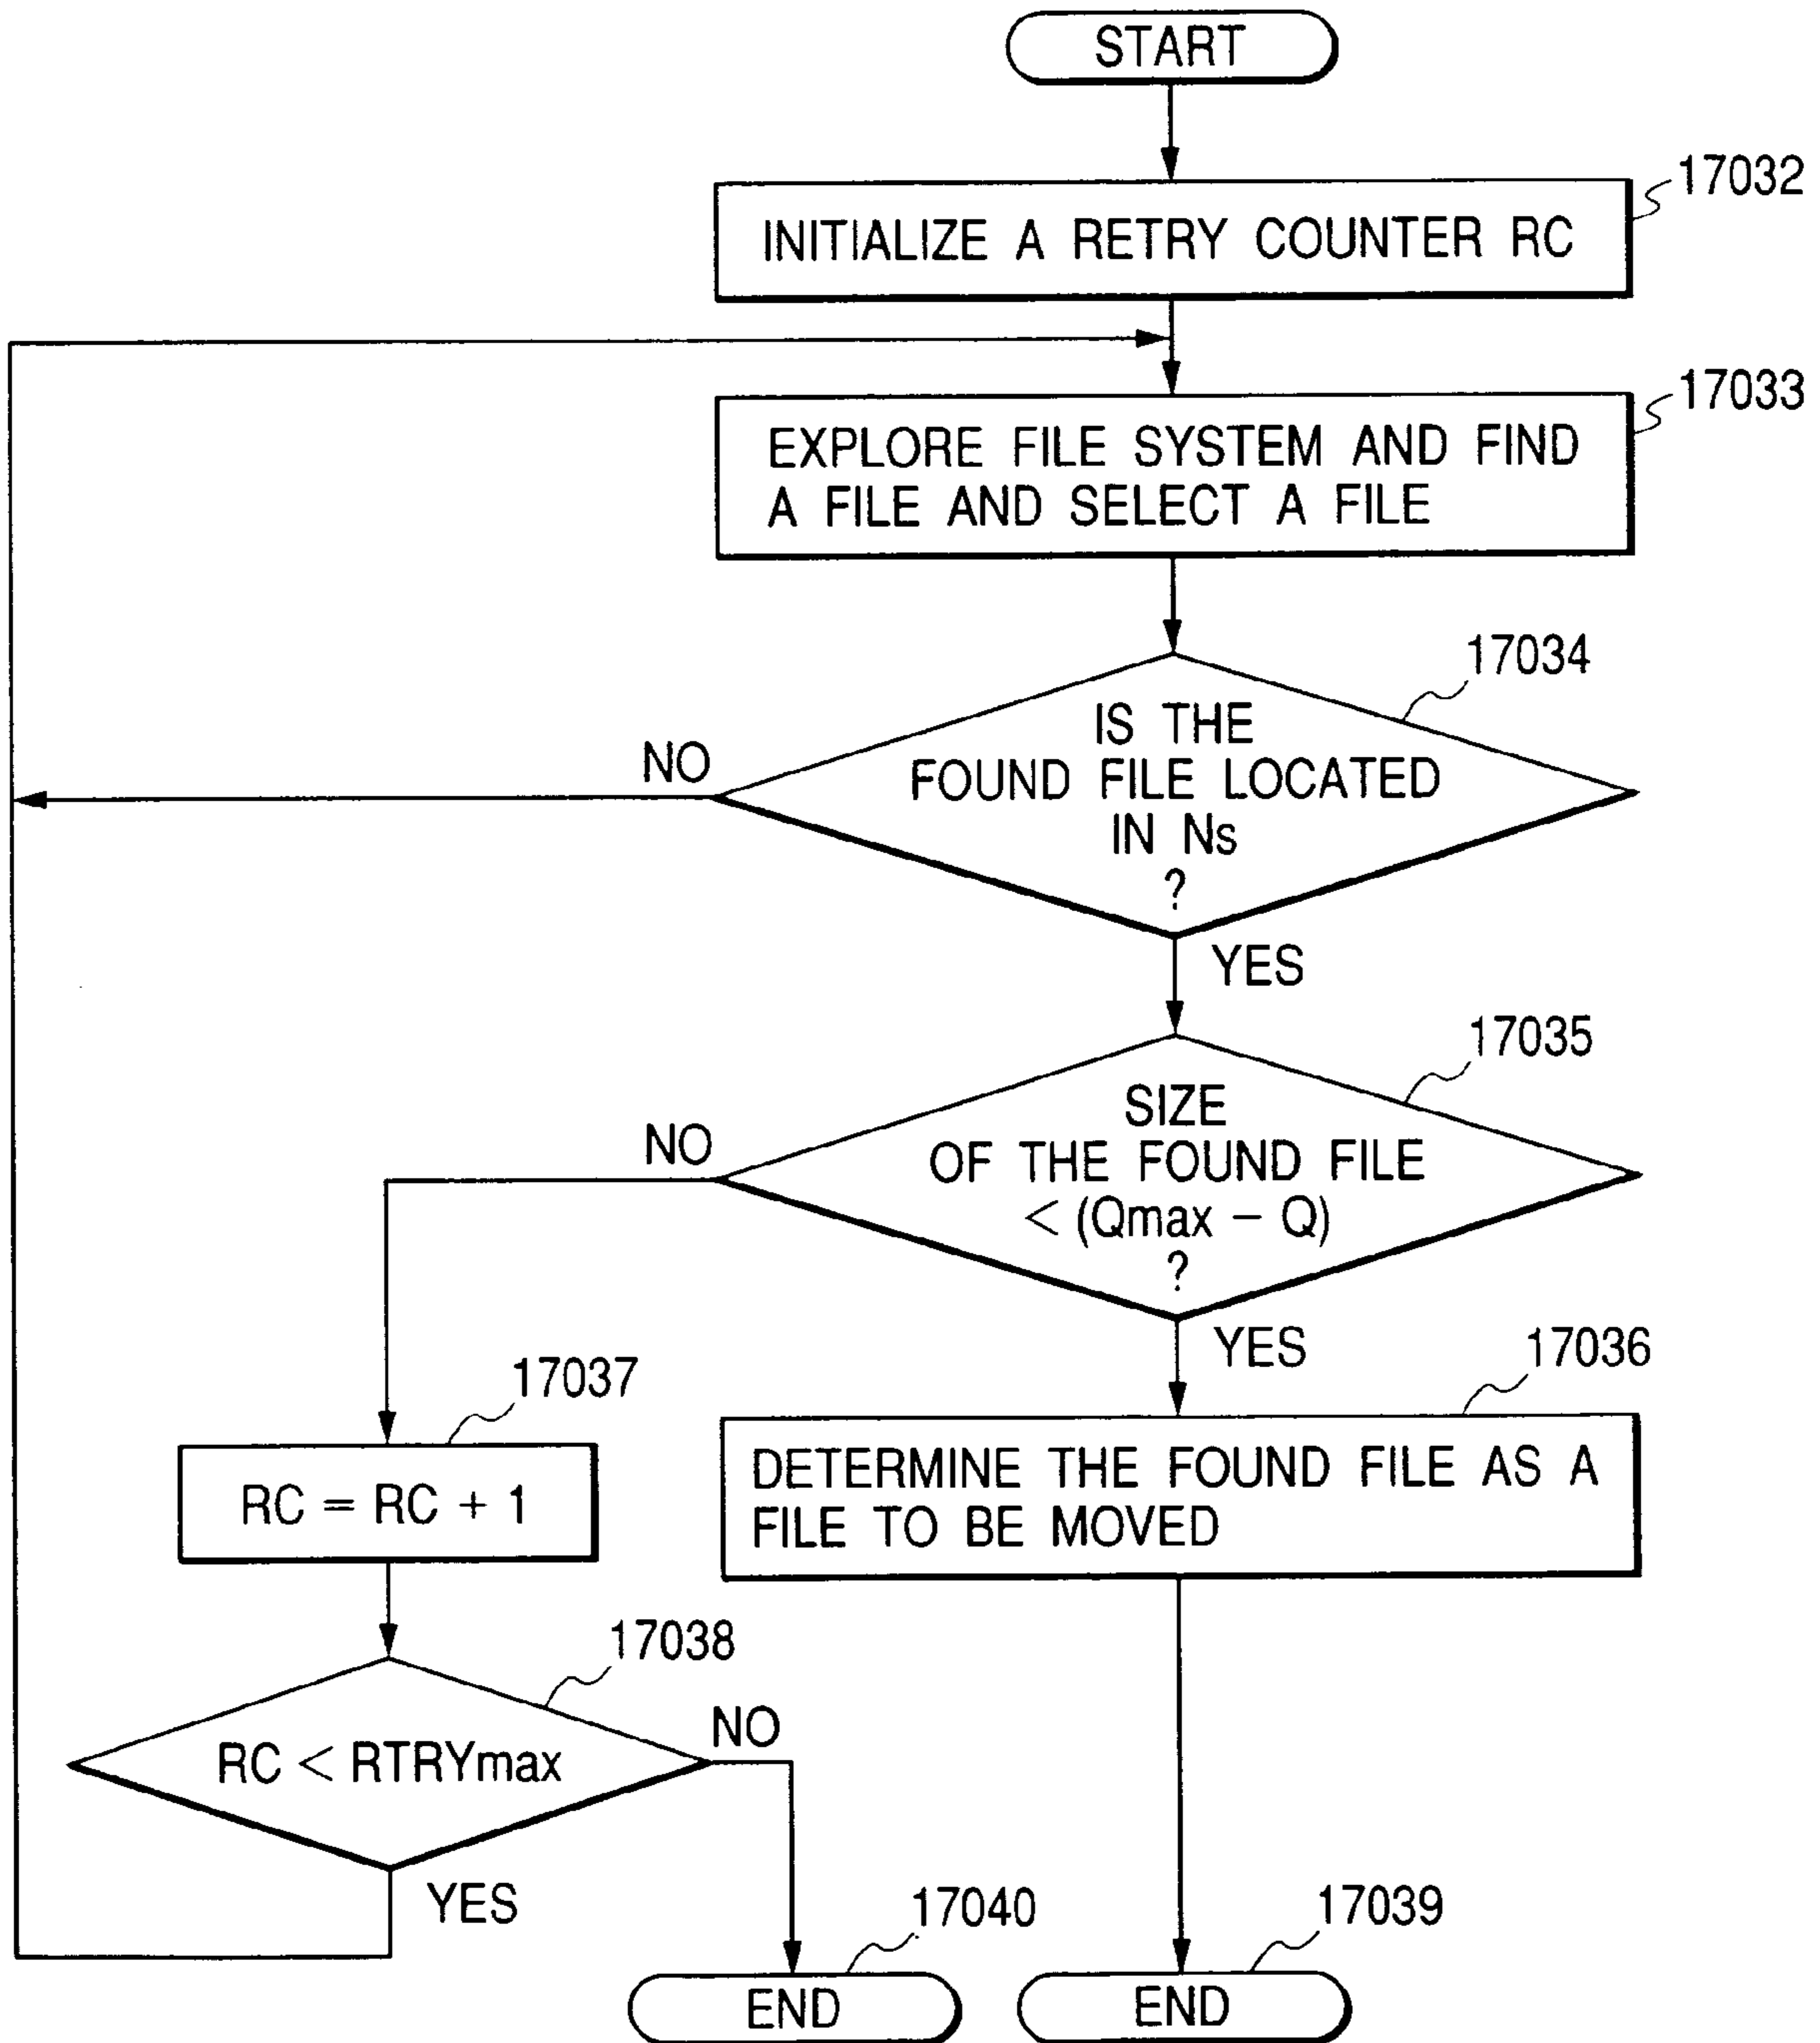 START
17032
INITIALIZE A RETRY COUNTER RC
17033
EXPLORE FILE SYSTEM AND FIND
A FILE AND SELECT A FILE
17034
IS THE
FOUND FILE LOCATED
IN Ns
?
NO
YES
17035
SIZE
OF THE FOUND FILE
< (Qmax – Q)
?
NO
YES
17036
DETERMINE THE FOUND FILE AS A
FILE TO BE MOVED
17037
RC = RC + 1
17038
RC < RTRYmax
NO
YES
17040
END
17039
END